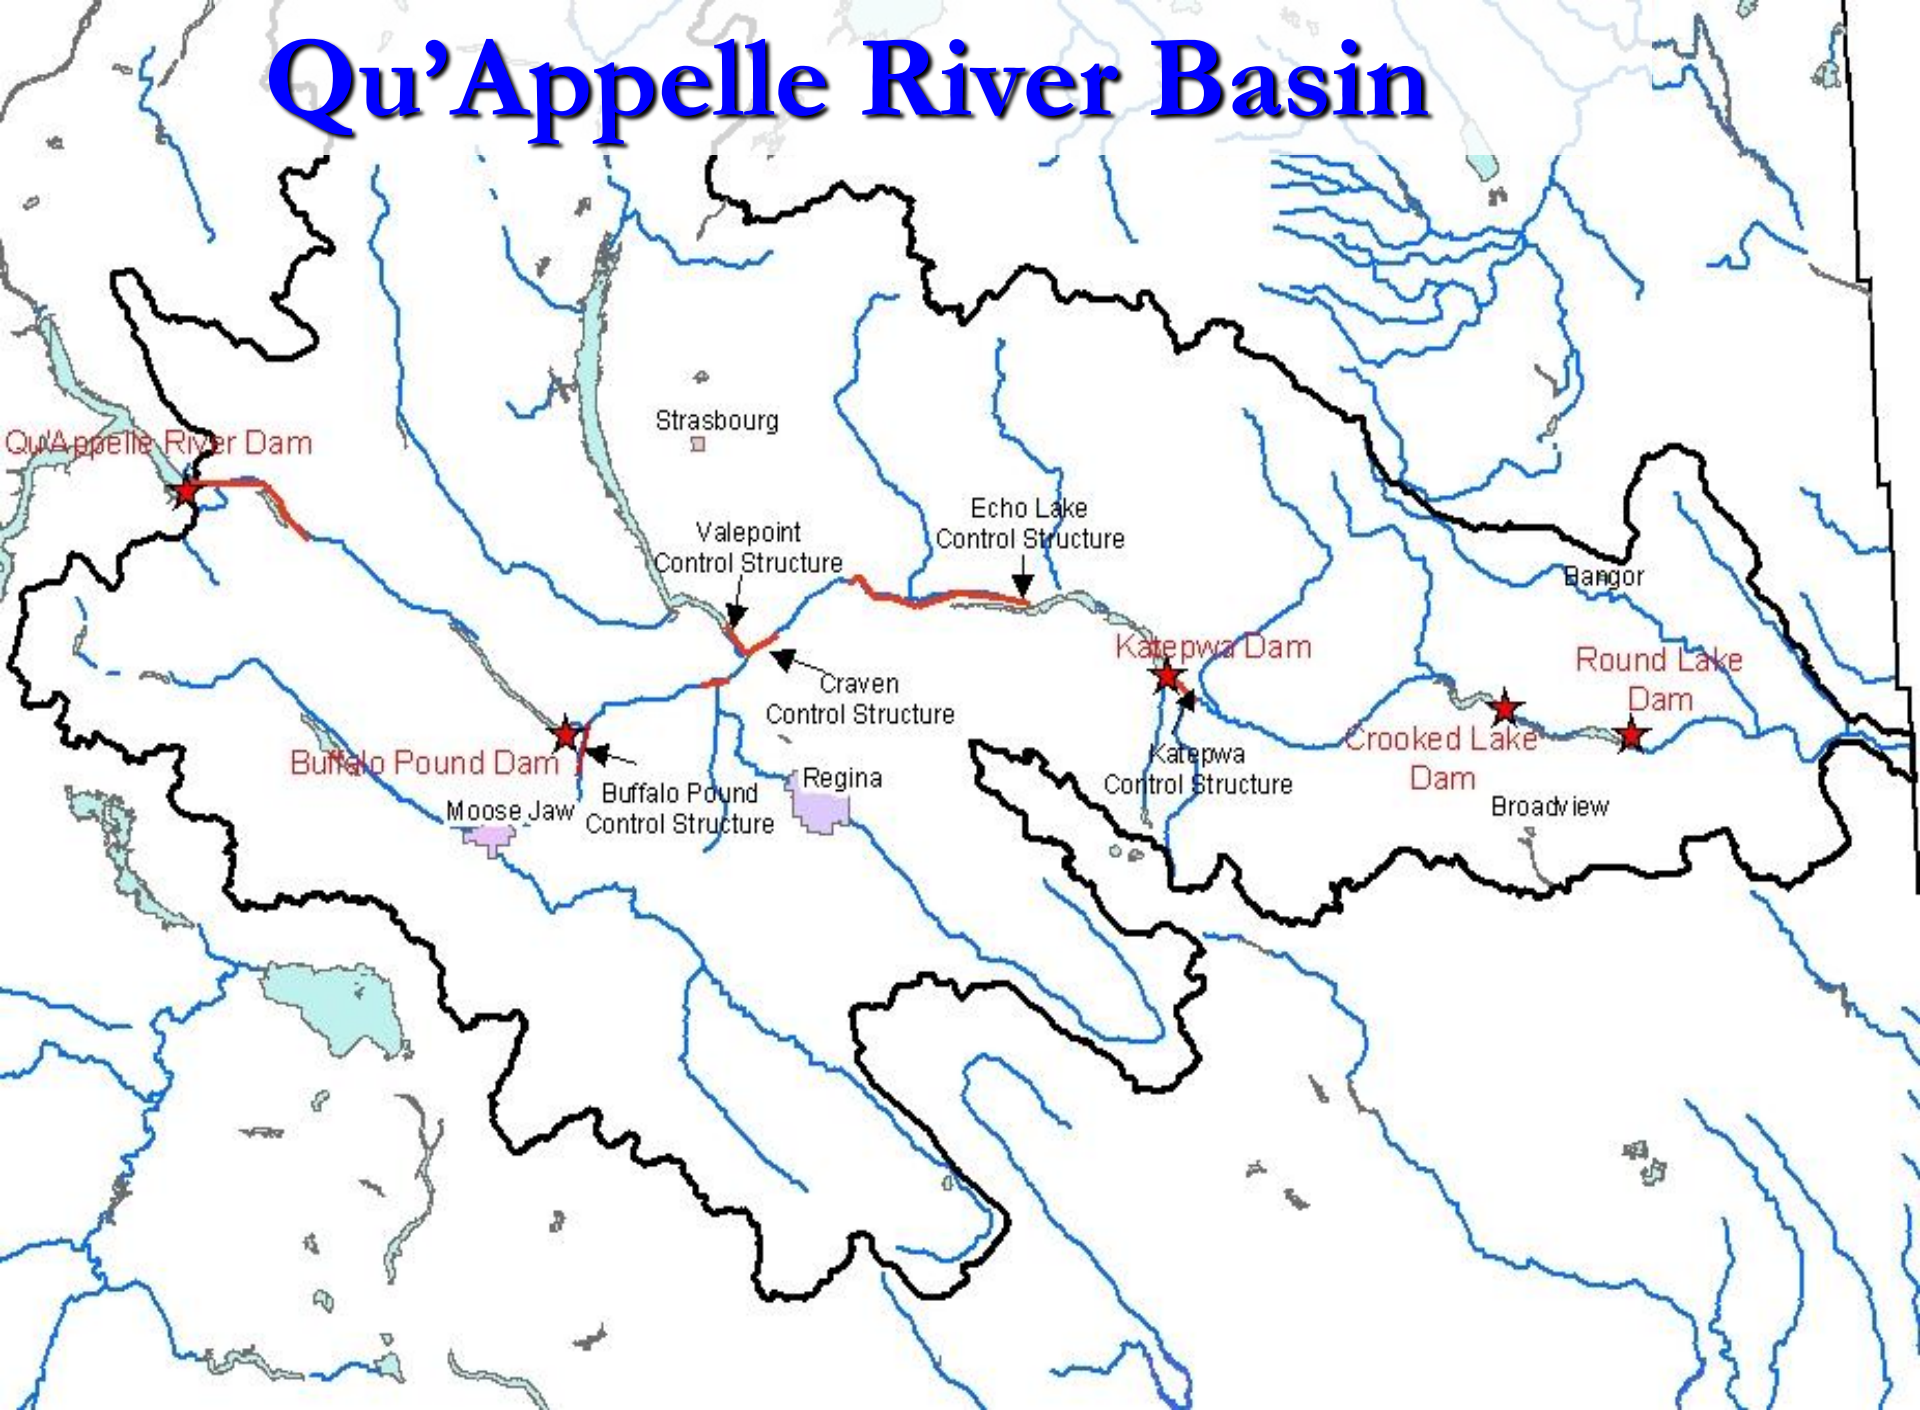 Qu'Appelle River Basin
Strasbourg
Qu'Appelle River Dam
Echo Lake
Control Structure
Valepoint
Control Structure
Bangor
Katepwa Dam
Round Lake
Dam
Craven
Control Structure
Crooked Lake
Dam
Katepwa
Control Structure
Buffalo Pound Dam
Regina
Buffalo Pound
Control Structure
Moose Jaw
Broadview